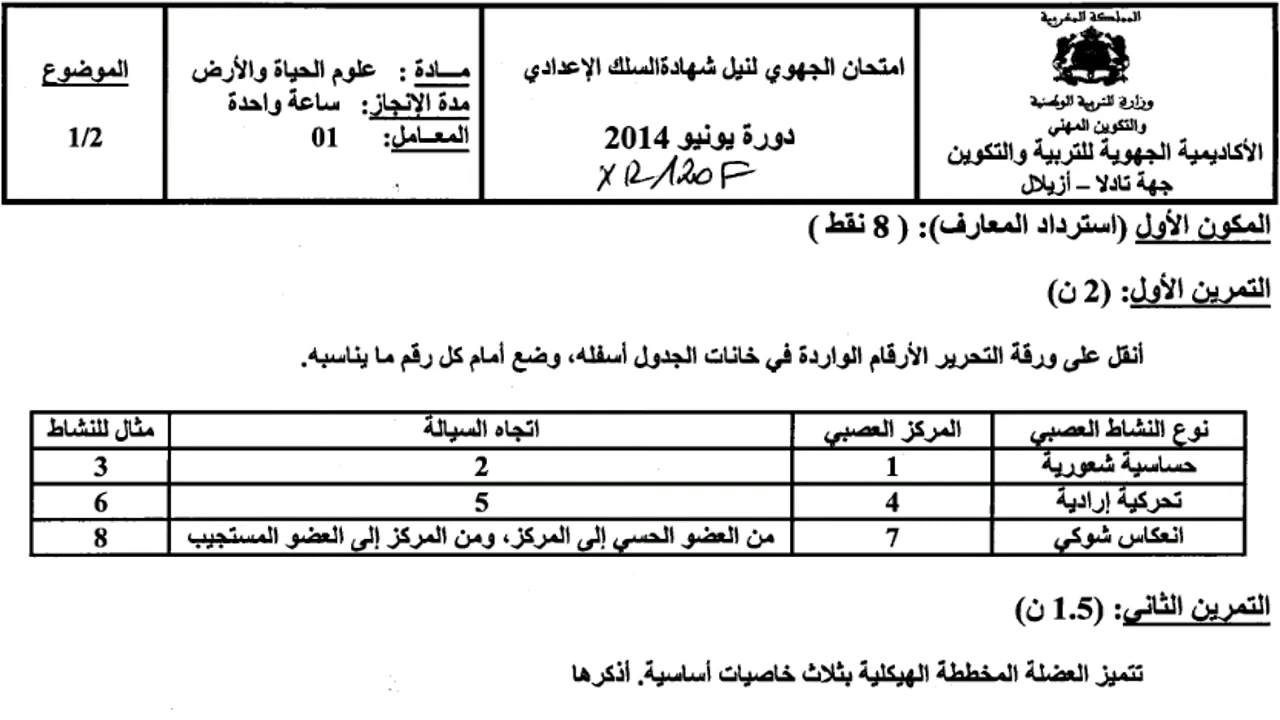 المملكة المغربية
وزارة التربية الوطنية
والتكوين المهني
الأكاديمية الجهوية للتربية والتكوين
جهة تادلا – أزيلال
امتحان الجهوي لنيل شهادةالسلك الإعدادي
دورة يونيو 2014
XR120F
مــادة : علوم الحياة والأرض
مدة الإنجاز: ساعة واحدة
المعـامل: 01
الموضوع
1/2
المكون الأول (استرداد المعارف): ( 8 نقط )
التمرين الأول: (2 ن)
أنقل على ورقة التحرير الأرقام الواردة في خانات الجدول أسفله، وضع أمام كل رقم ما يناسبه.
نوع النشاط العصبي المركز العصبي اتجاه السيالة مثال للنشاط
حساسية شعورية 1 2 3
تحركية إرادية 4 5 6
انعكاس شوكي 7 من العضو الحسي إلى المركز، ومن المركز إلى العضو المستجيب 8
التمرين الثاني: (1.5 ن)
تتميز العضلة المخططة الهيكلية بثلاث خاصيات أساسية. أذكرها